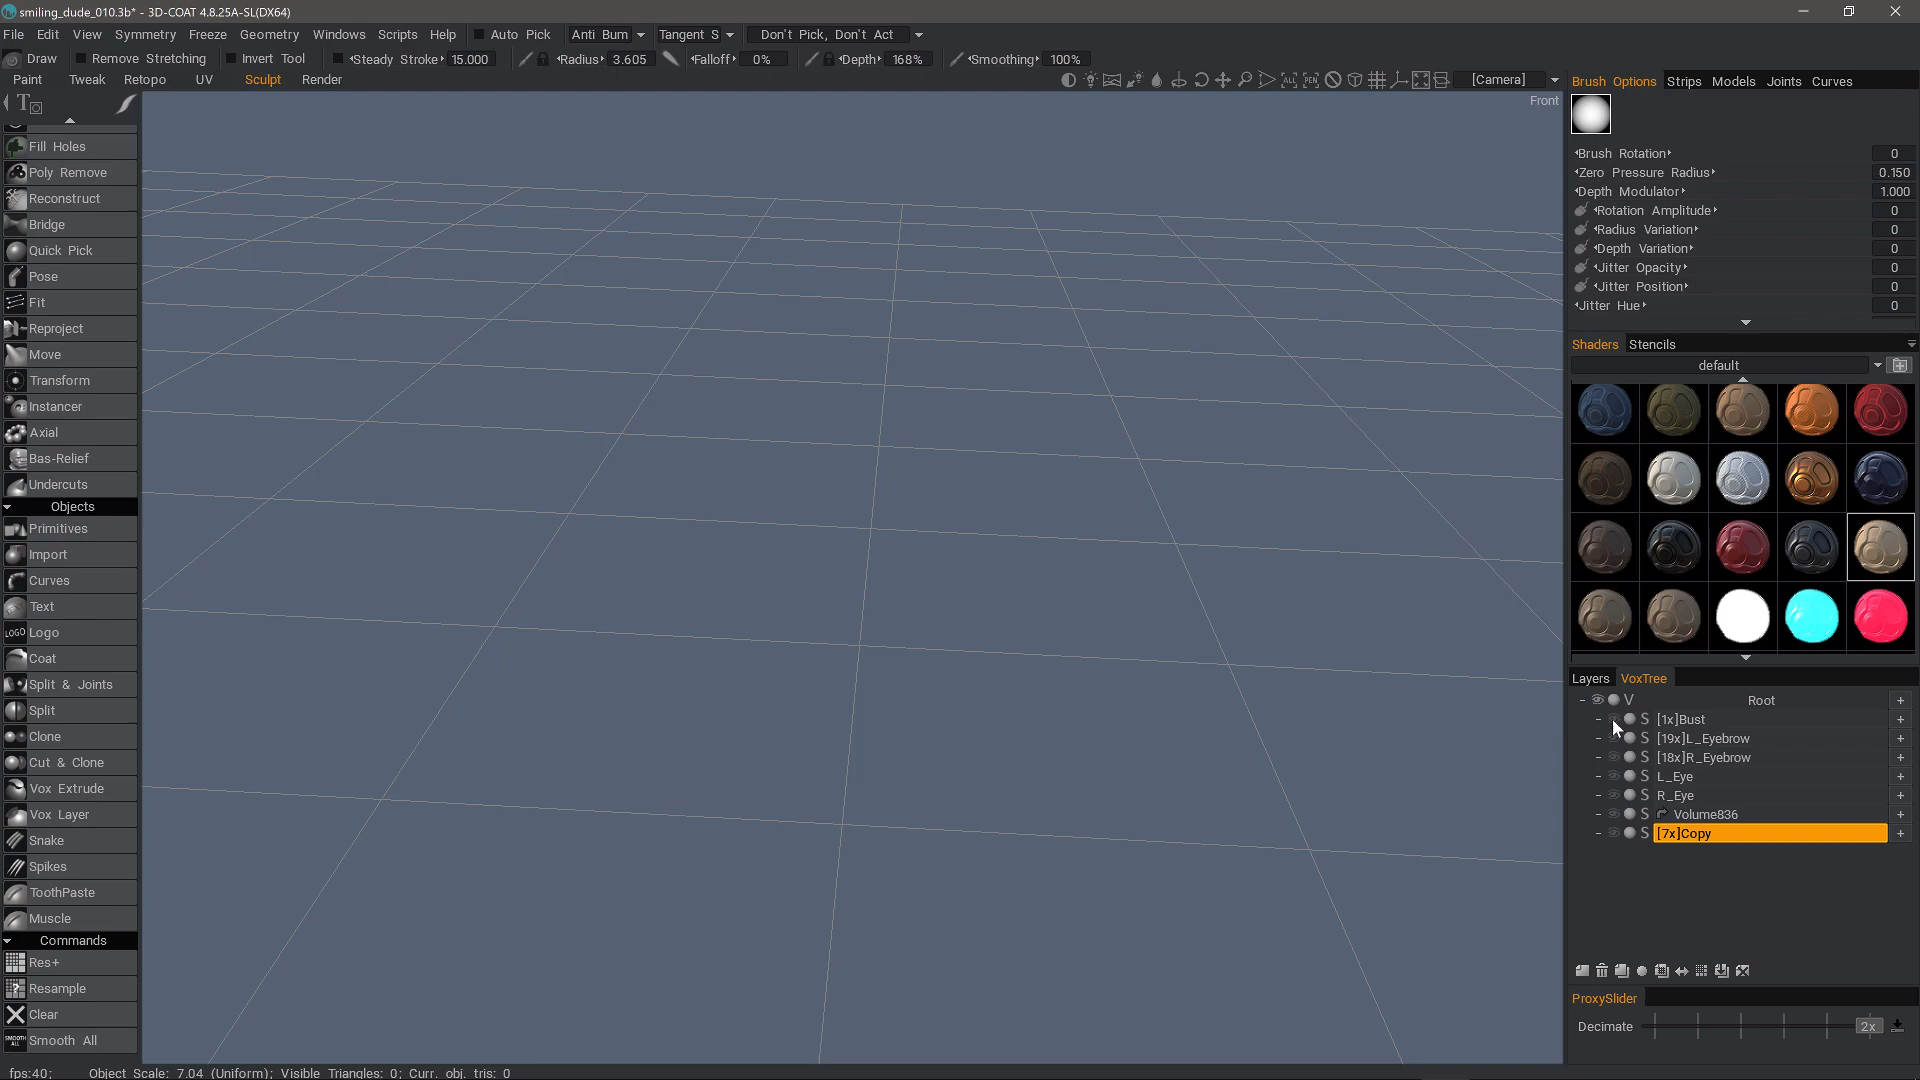 smiling_dude_010.3b* - 3D-COAT 4.8.25A-SL(DX64)
File Edit View Symmetry Freeze Geometry Windows Scripts Help Auto Pick Anti Bum Tangent S Don't Pick, Don't Act
Draw Remove Stretching Invert Tool Steady Stroke 15.000 Radius 3.605 Falloff 0% Depth 168% Smoothing 100%
Paint Tweak Retopo UV Sculpt Render [Camera]
Front
Fill Holes
Poly Remove
Reconstruct
Bridge
Quick Pick
Pose
Fit
Reproject
Move
Transform
Instancer
Axial
Bas-Relief
Undercuts
Objects
Primitives
Import
Curves
Text
LOGO Logo
Coat
Split & Joints
Split
Clone
Cut & Clone
Vox Extrude
Vox Layer
Snake
Spikes
ToothPaste
Muscle
Commands
Res+
Resample
Clear
SMOOTH ALL Smooth All
Brush Options Strips Models Joints Curves
Brush Rotation 0
Zero Pressure Radius 0.150
Depth Modulator 1.000
Rotation Amplitude 0
Radius Variation 0
Depth Variation 0
Jitter Opacity 0
Jitter Position 0
Jitter Hue 0
Shaders Stencils
default
Layers VoxTree
V Root +
S [1x]Bust +
S [19x]L_Eyebrow +
S [18x]R_Eyebrow +
S L_Eye +
S R_Eye +
S Volume836 +
S [7x]Copy +
ProxySlider
Decimate 2x
fps:40; Object Scale: 7.04 (Uniform); Visible Triangles: 0; Curr. obj. tris: 0